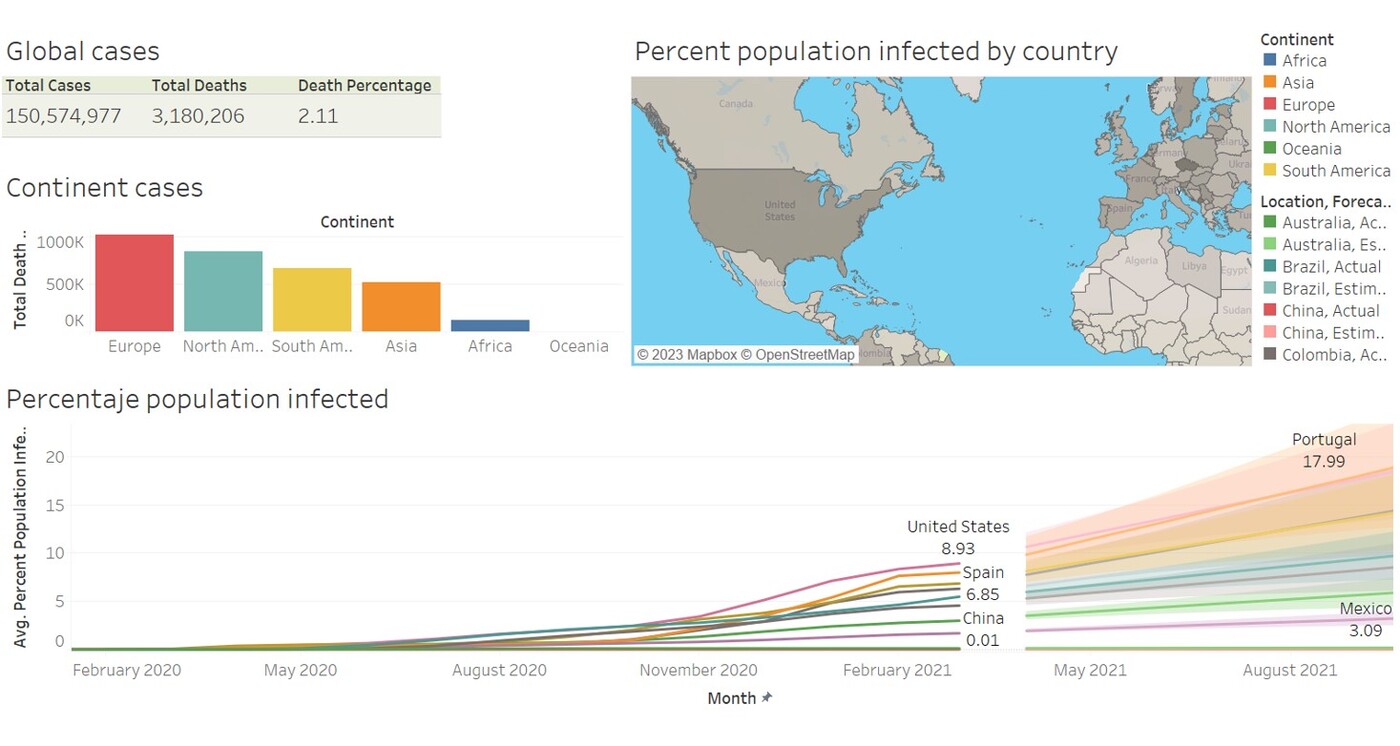 Global cases
Total Cases Total Deaths Death Percentage
150,574,977 3,180,206 2.11
Continent cases
Continent
Total Death ..
1000K
500K
0K
Europe North Am.. South Am.. Asia Africa Oceania
Percent population infected by country
Canada
United
States
Mexico
Norway
Germany
France
Spain
Algeria
Libya
Egypt
Sudan
© 2023 Mapbox © OpenStreetMap
Continent
Africa
Asia
Europe
North America
Oceania
South America
Location, Foreca..
Australia, Ac..
Australia, Es..
Brazil, Actual
Brazil, Estim..
China, Actual
China, Estim..
Colombia, Ac..
Percentaje population infected
Avg. Percent Population Infe..
20
15
10
5
0
Portugal
17.99
United States
8.93
Spain
6.85
China
0.01
Mexico
3.09
February 2020 May 2020 August 2020 November 2020 February 2021 May 2021 August 2021
Month